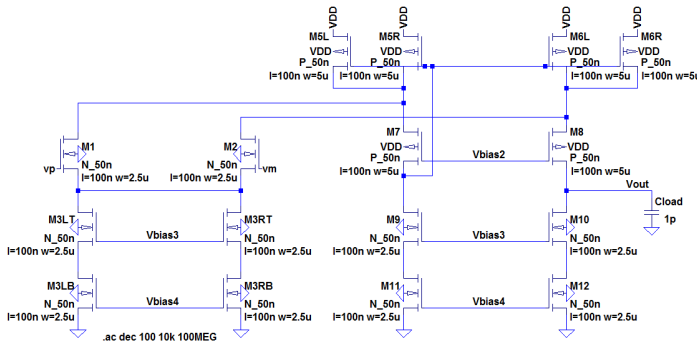 VDD VDD VDD VDD
M5L M5R M6L M6R
VDD VDD VDD VDD
P_50n P_50n P_50n P_50n
l=100n w=5u l=100n w=5u l=100n w=5u l=100n w=5u
M1 M2 M7 M8
VDD VDD
vp N_50n N_50n vm P_50n Vbias2 P_50n
l=100n w=2.5u l=100n w=2.5u l=100n w=5u l=100n w=5u
Vout
Cload
1p
M3LT M3RT M9 M10
N_50n Vbias3 N_50n N_50n Vbias3 N_50n
l=100n w=2.5u l=100n w=2.5u l=100n w=2.5u l=100n w=2.5u
M3LB M3RB M11 M12
N_50n Vbias4 N_50n N_50n Vbias4 N_50n
l=100n w=2.5u l=100n w=2.5u l=100n w=2.5u l=100n w=2.5u
.ac dec 100 10k 100MEG